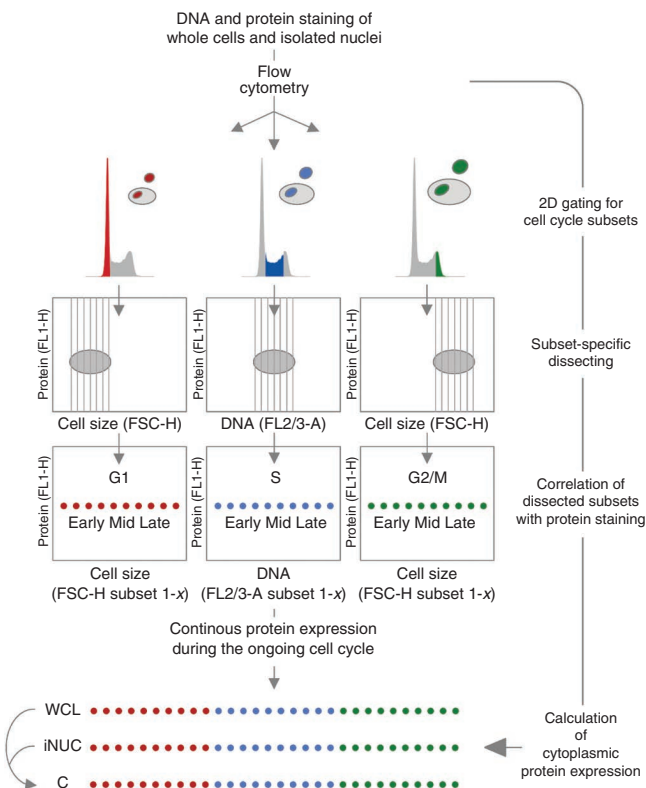 DNA and protein staining of
whole cells and isolated nuclei
Flow
cytometry
2D gating for
cell cycle subsets
Protein (FL1-H)
Cell size (FSC-H)
Protein (FL1-H)
DNA (FL2/3-A)
Protein (FL1-H)
Cell size (FSC-H)
Subset-specific
dissecting
Protein (FL1-H)
G1
Early Mid Late
Cell size
(FSC-H subset 1-x)
Protein (FL1-H)
S
Early Mid Late
DNA
(FL2/3-A subset 1-x)
Protein (FL1-H)
G2/M
Early Mid Late
Cell size
(FSC-H subset 1-x)
Correlation of
dissected subsets
with protein staining
Continous protein expression
during the ongoing cell cycle
WCL
iNUC
C
Calculation
of
cytoplasmic
protein expression